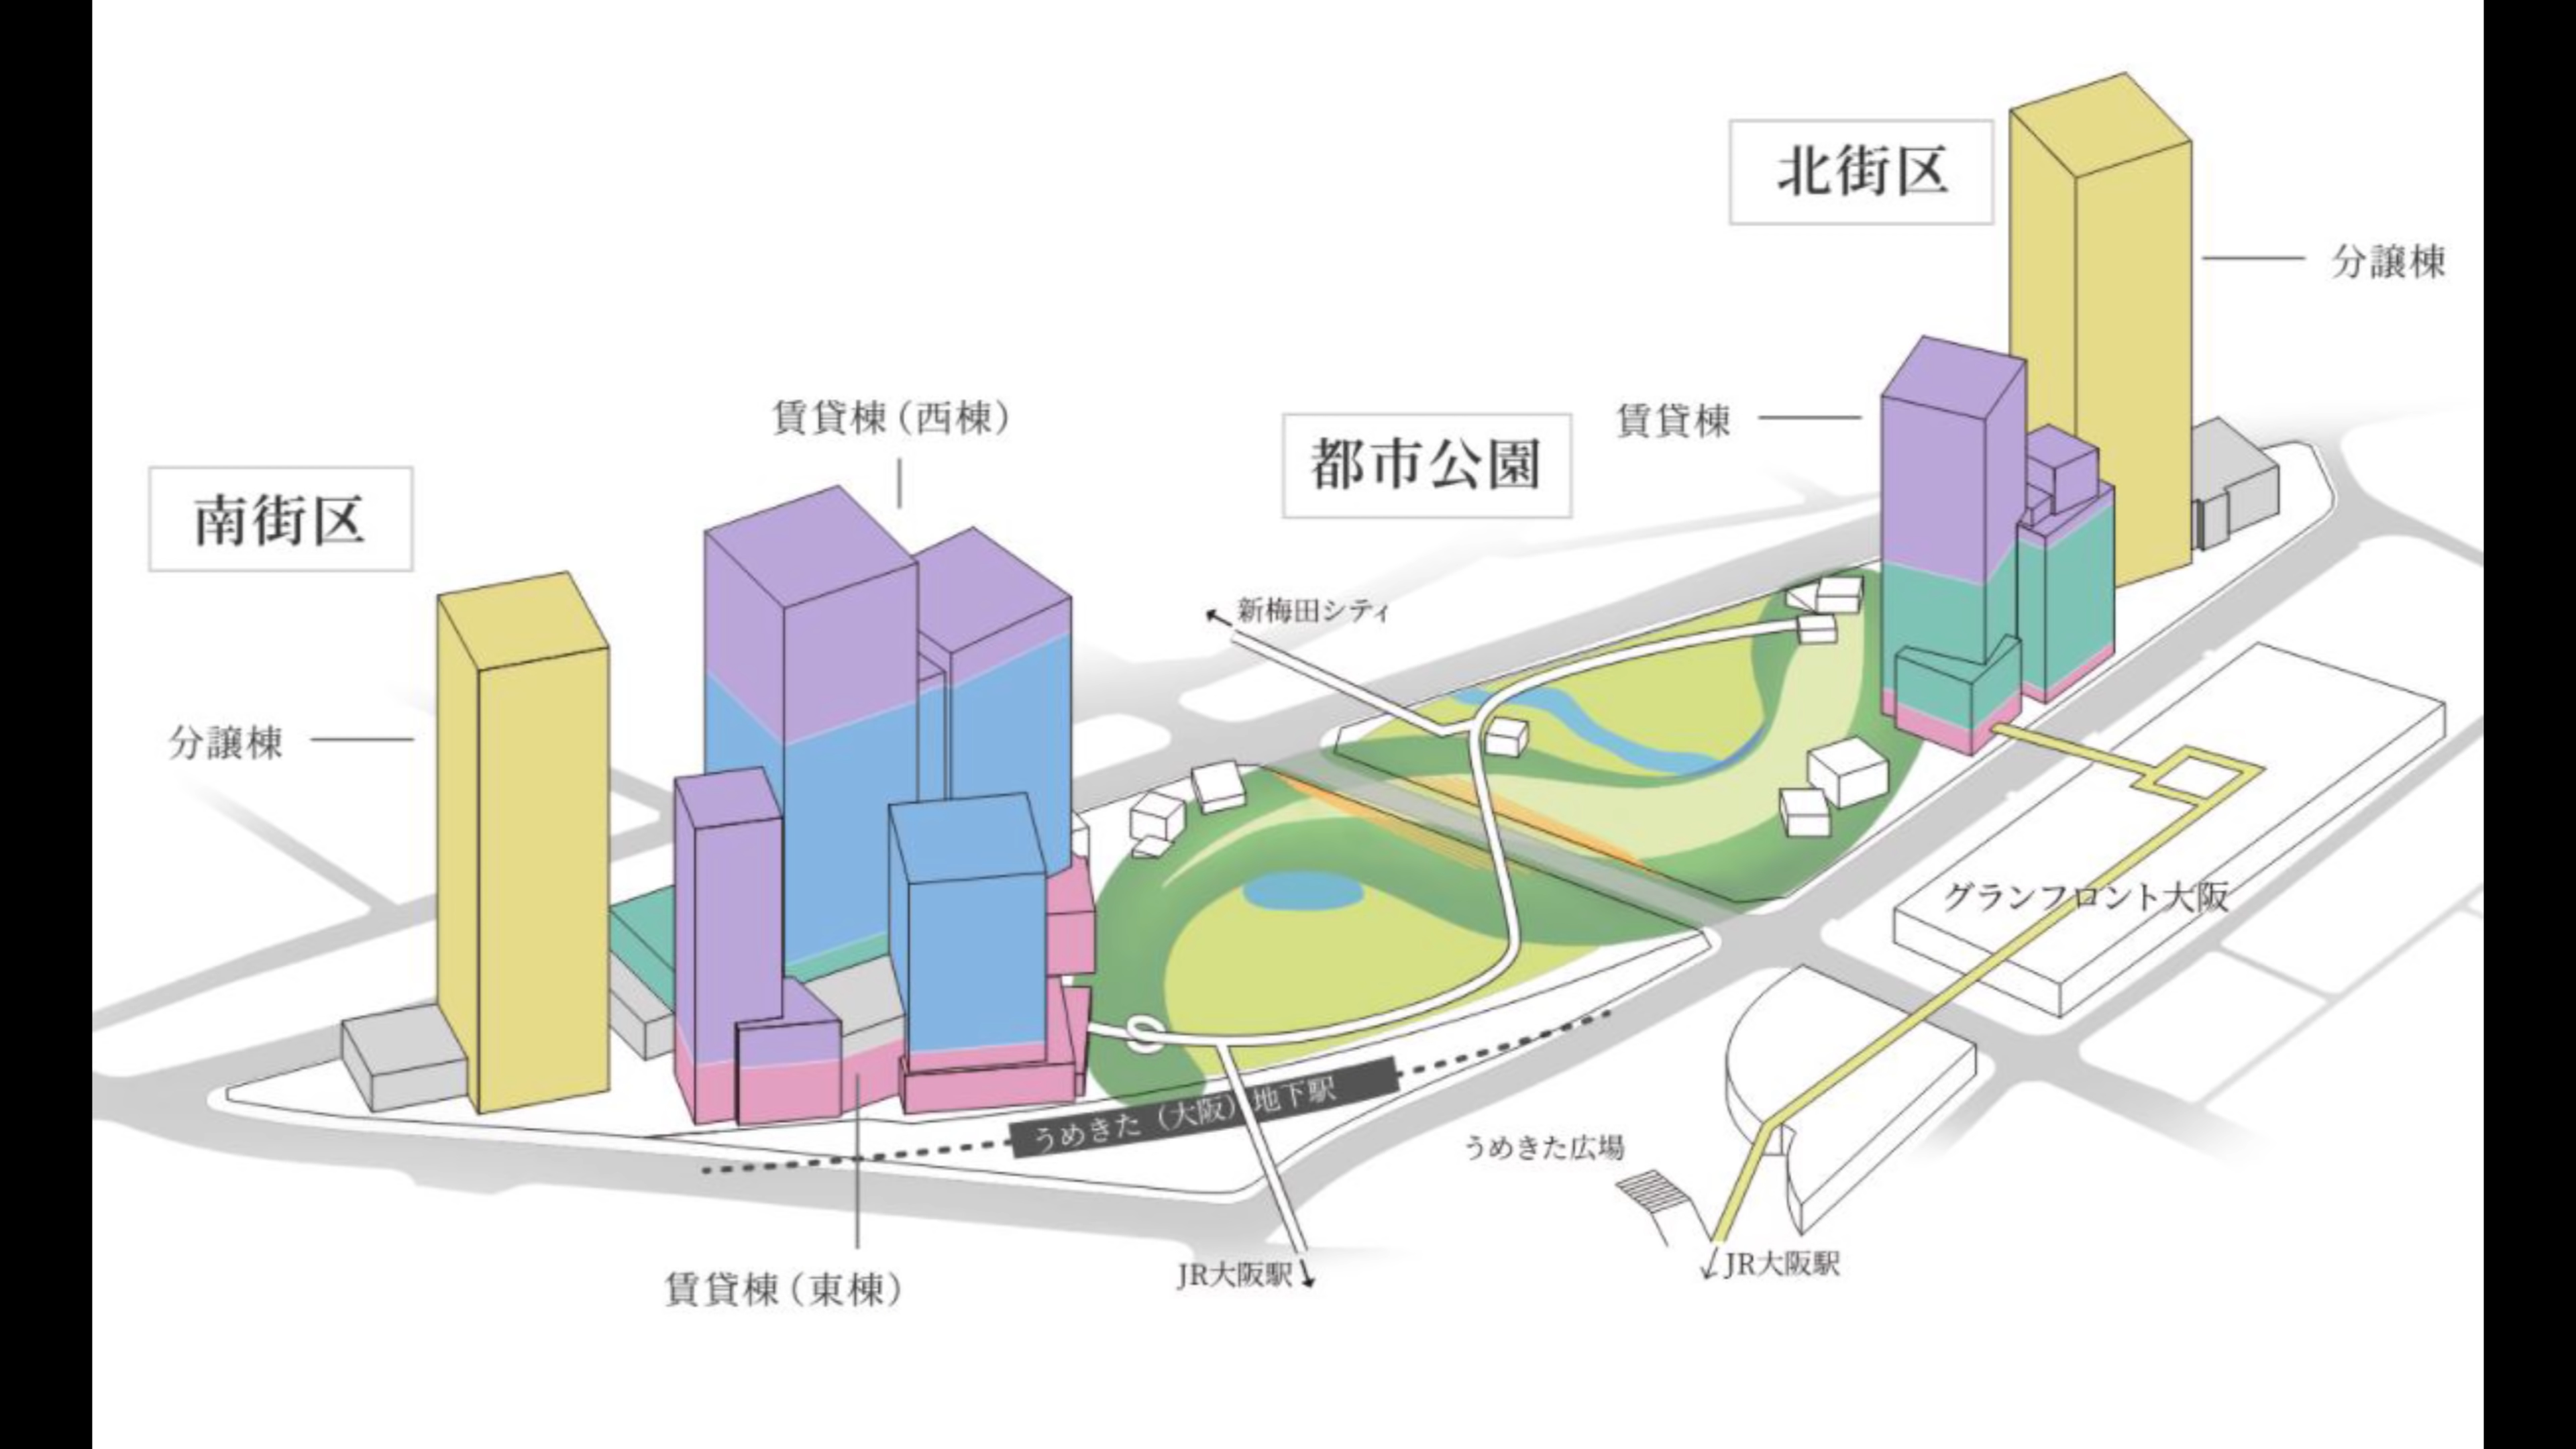 北街区
分譲棟
賃貸棟
賃貸棟（西棟）
都市公園
南街区
新梅田シティ
分譲棟
グランフロント大阪
うめきた（大阪）地下駅
うめきた広場
賃貸棟（東棟）
JR大阪駅
JR大阪駅